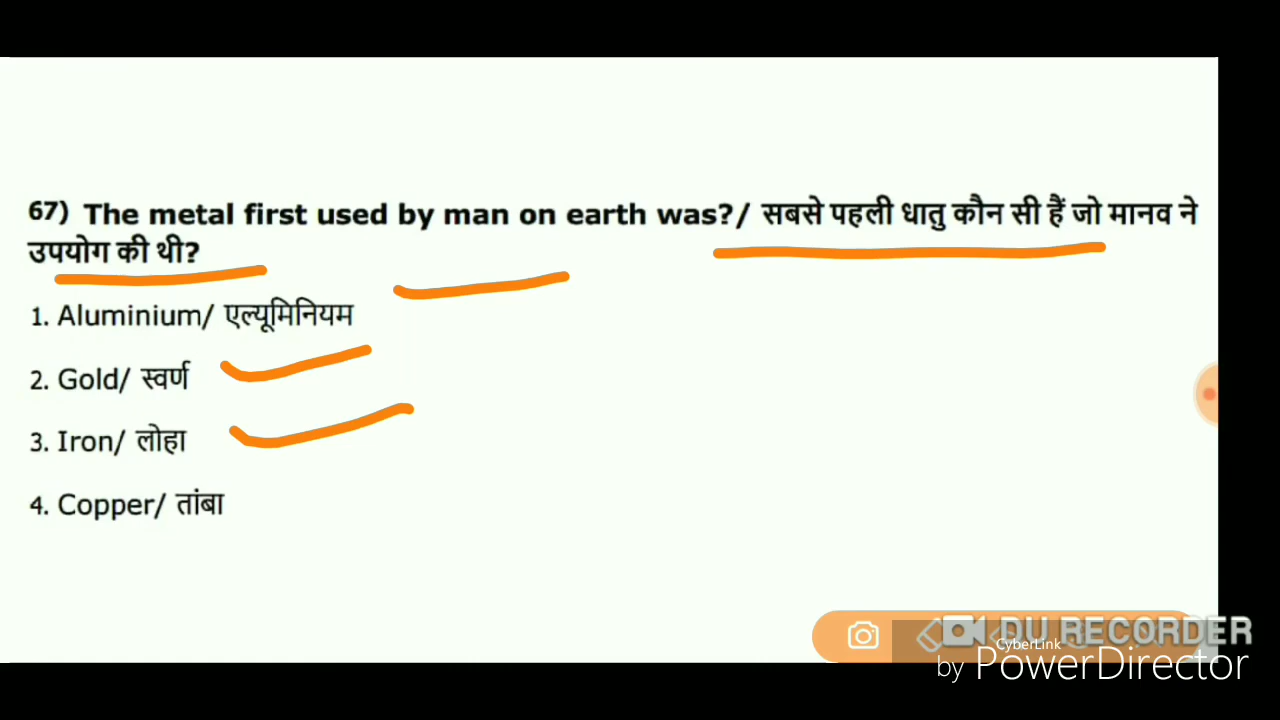 67) The metal first used by man on earth was?/ सबसे पहली धातु कौन सी हैं जो मानव ने
उपयोग की थी?
1. Aluminium/ एल्यूमिनियम
2. Gold/ स्वर्ण
3. Iron/ लोहा
4. Copper/ तांबा
DU RECORDER
CyberLink
by PowerDirector